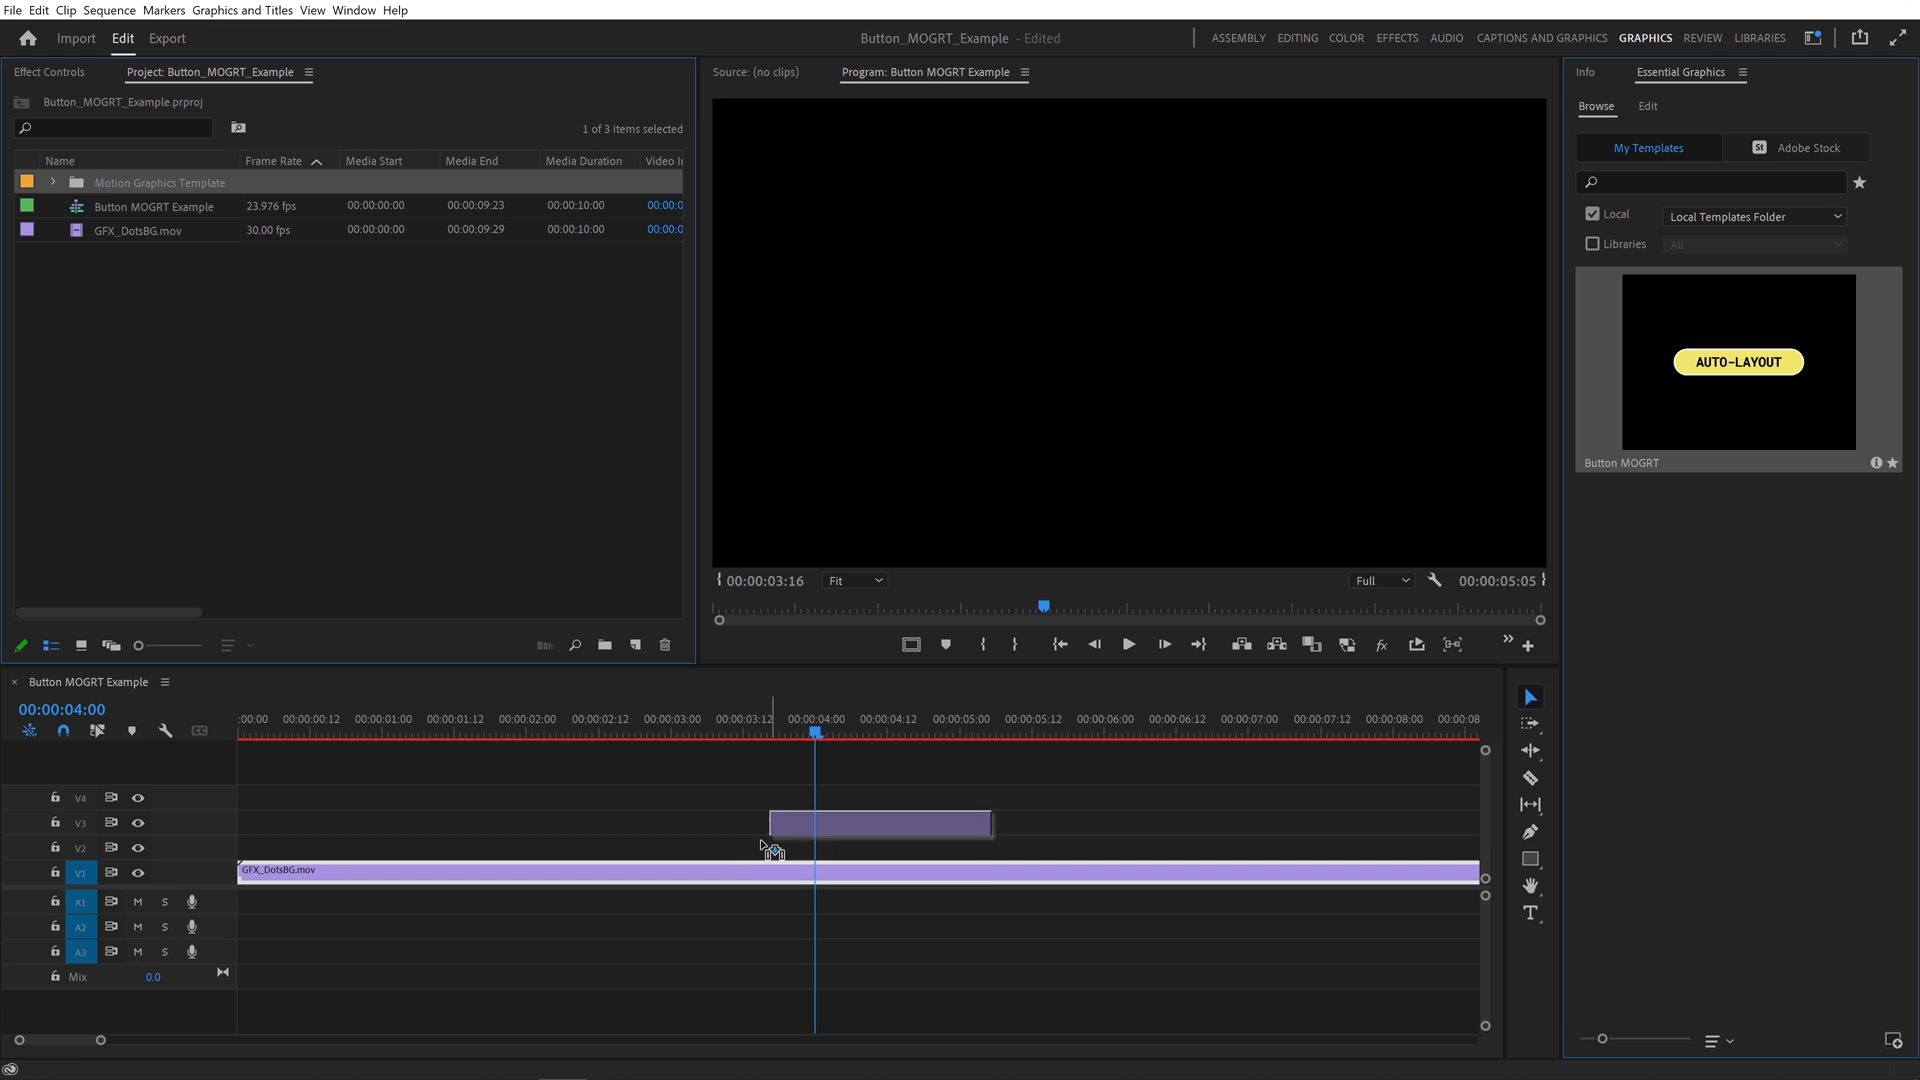 File Edit Clip Sequence Markers Graphics and Titles View Window Help
Import Edit Export
Button_MOGRT_Example - Edited
ASSEMBLY EDITING COLOR EFFECTS AUDIO CAPTIONS AND GRAPHICS GRAPHICS REVIEW LIBRARIES
Effect Controls Project: Button_MOGRT_Example
Button_MOGRT_Example.prproj
1 of 3 items selected
Name Frame Rate Media Start Media End Media Duration Video I
Motion Graphics Template
Button MOGRT Example 23.976 fps 00:00:00:00 00:00:09:23 00:00:10:00 00:00:0
GFX_DotsBG.mov 30.00 fps 00:00:00:00 00:00:09:29 00:00:10:00 00:00:0
Source: (no clips) Program: Button MOGRT Example
00:00:03:16 Fit Full 00:00:05:05
fx
Info Essential Graphics
Browse Edit
My Templates St Adobe Stock
Local Local Templates Folder
Libraries All
AUTO-LAYOUT
Button MOGRT
× Button MOGRT Example
00:00:04:00
CC
:00:00 00:00:00:12 00:00:01:00 00:00:01:12 00:00:02:00 00:00:02:12 00:00:03:00 00:00:03:12 00:00:04:00 00:00:04:12 00:00:05:00 00:00:05:12 00:00:06:00 00:00:06:12 00:00:07:00 00:00:07:12 00:00:08:00 00:00:08
V4
V3
V2
V1 GFX_DotsBG.mov
A1 M S
A2 M S
A3 M S
Mix 0.0
T